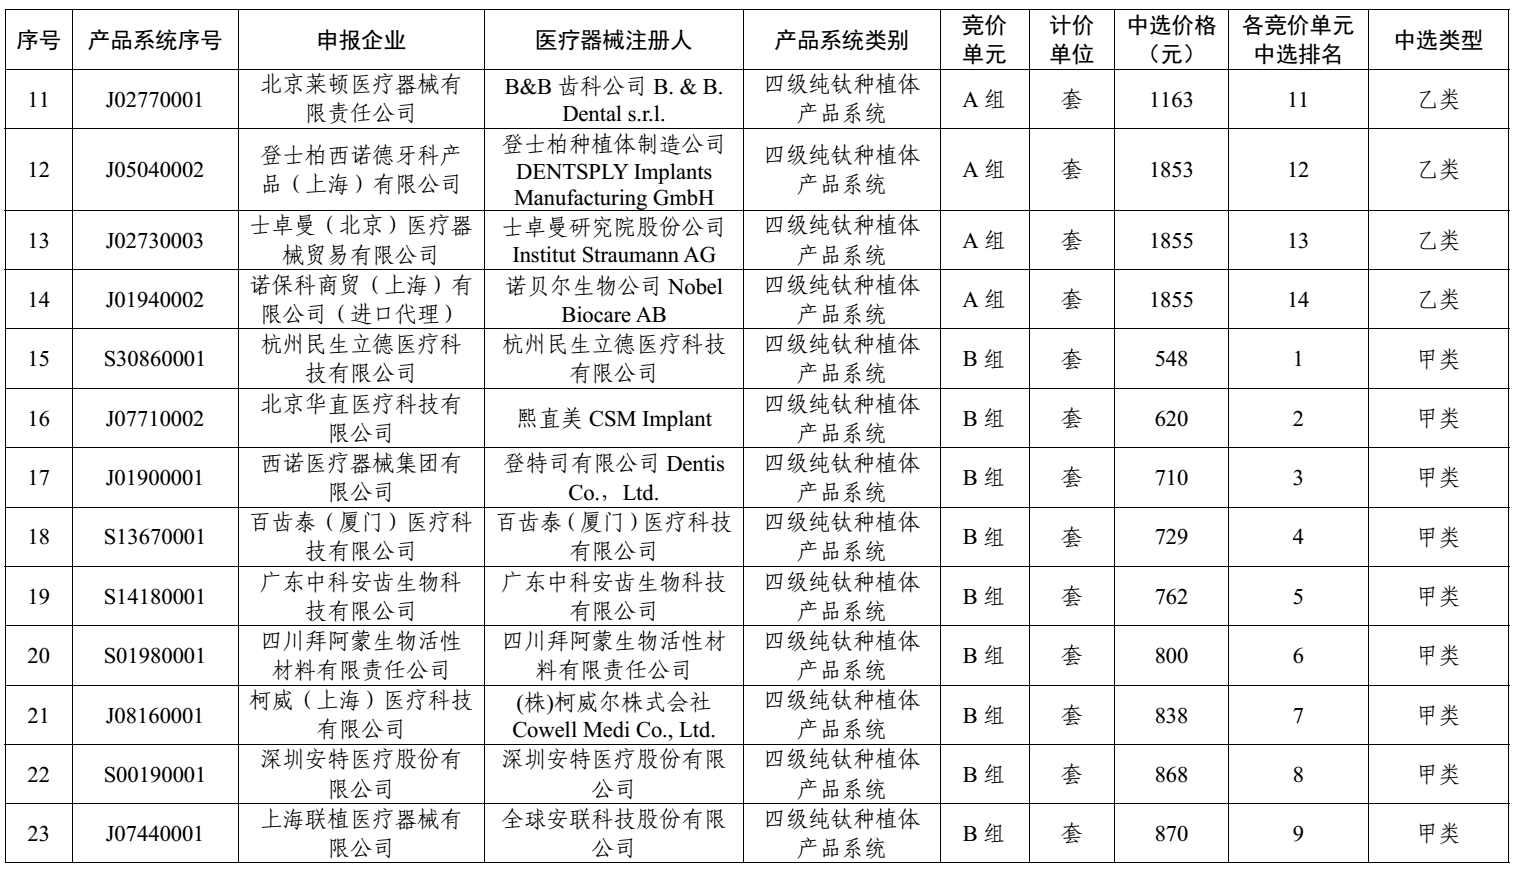 序号 产品系统序号 申报企业 医疗器械注册人 产品系统类别 竞价单元 计价单位 中选价格（元） 各竞价单元中选排名 中选类型
11 J02770001 北京莱顿医疗器械有限责任公司 B&B 齿科公司 B. & B. Dental s.r.l. 四级纯钛种植体产品系统 A 组 套 1163 11 乙类
12 J05040002 登士柏西诺德牙科产品（上海）有限公司 登士柏种植体制造公司 DENTSPLY Implants Manufacturing GmbH 四级纯钛种植体产品系统 A 组 套 1853 12 乙类
13 J02730003 士卓曼（北京）医疗器械贸易有限公司 士卓曼研究院股份公司 Institut Straumann AG 四级纯钛种植体产品系统 A 组 套 1855 13 乙类
14 J01940002 诺保科商贸（上海）有限公司（进口代理） 诺贝尔生物公司 Nobel Biocare AB 四级纯钛种植体产品系统 A 组 套 1855 14 乙类
15 S30860001 杭州民生立德医疗科技有限公司 杭州民生立德医疗科技有限公司 四级纯钛种植体产品系统 B 组 套 548 1 甲类
16 J07710002 北京华直医疗科技有限公司 熙直美 CSM Implant 四级纯钛种植体产品系统 B 组 套 620 2 甲类
17 J01900001 西诺医疗器械集团有限公司 登特司有限公司 Dentis Co.，Ltd. 四级纯钛种植体产品系统 B 组 套 710 3 甲类
18 S13670001 百齿泰（厦门）医疗科技有限公司 百齿泰（厦门）医疗科技有限公司 四级纯钛种植体产品系统 B 组 套 729 4 甲类
19 S14180001 广东中科安齿生物科技有限公司 广东中科安齿生物科技有限公司 四级纯钛种植体产品系统 B 组 套 762 5 甲类
20 S01980001 四川拜阿蒙生物活性材料有限责任公司 四川拜阿蒙生物活性材料有限责任公司 四级纯钛种植体产品系统 B 组 套 800 6 甲类
21 J08160001 柯威（上海）医疗科技有限公司 (株)柯威尔株式会社 Cowell Medi Co., Ltd. 四级纯钛种植体产品系统 B 组 套 838 7 甲类
22 S00190001 深圳安特医疗股份有限公司 深圳安特医疗股份有限公司 四级纯钛种植体产品系统 B 组 套 868 8 甲类
23 J07440001 上海联植医疗器械有限公司 全球安联科技股份有限公司 四级纯钛种植体产品系统 B 组 套 870 9 甲类